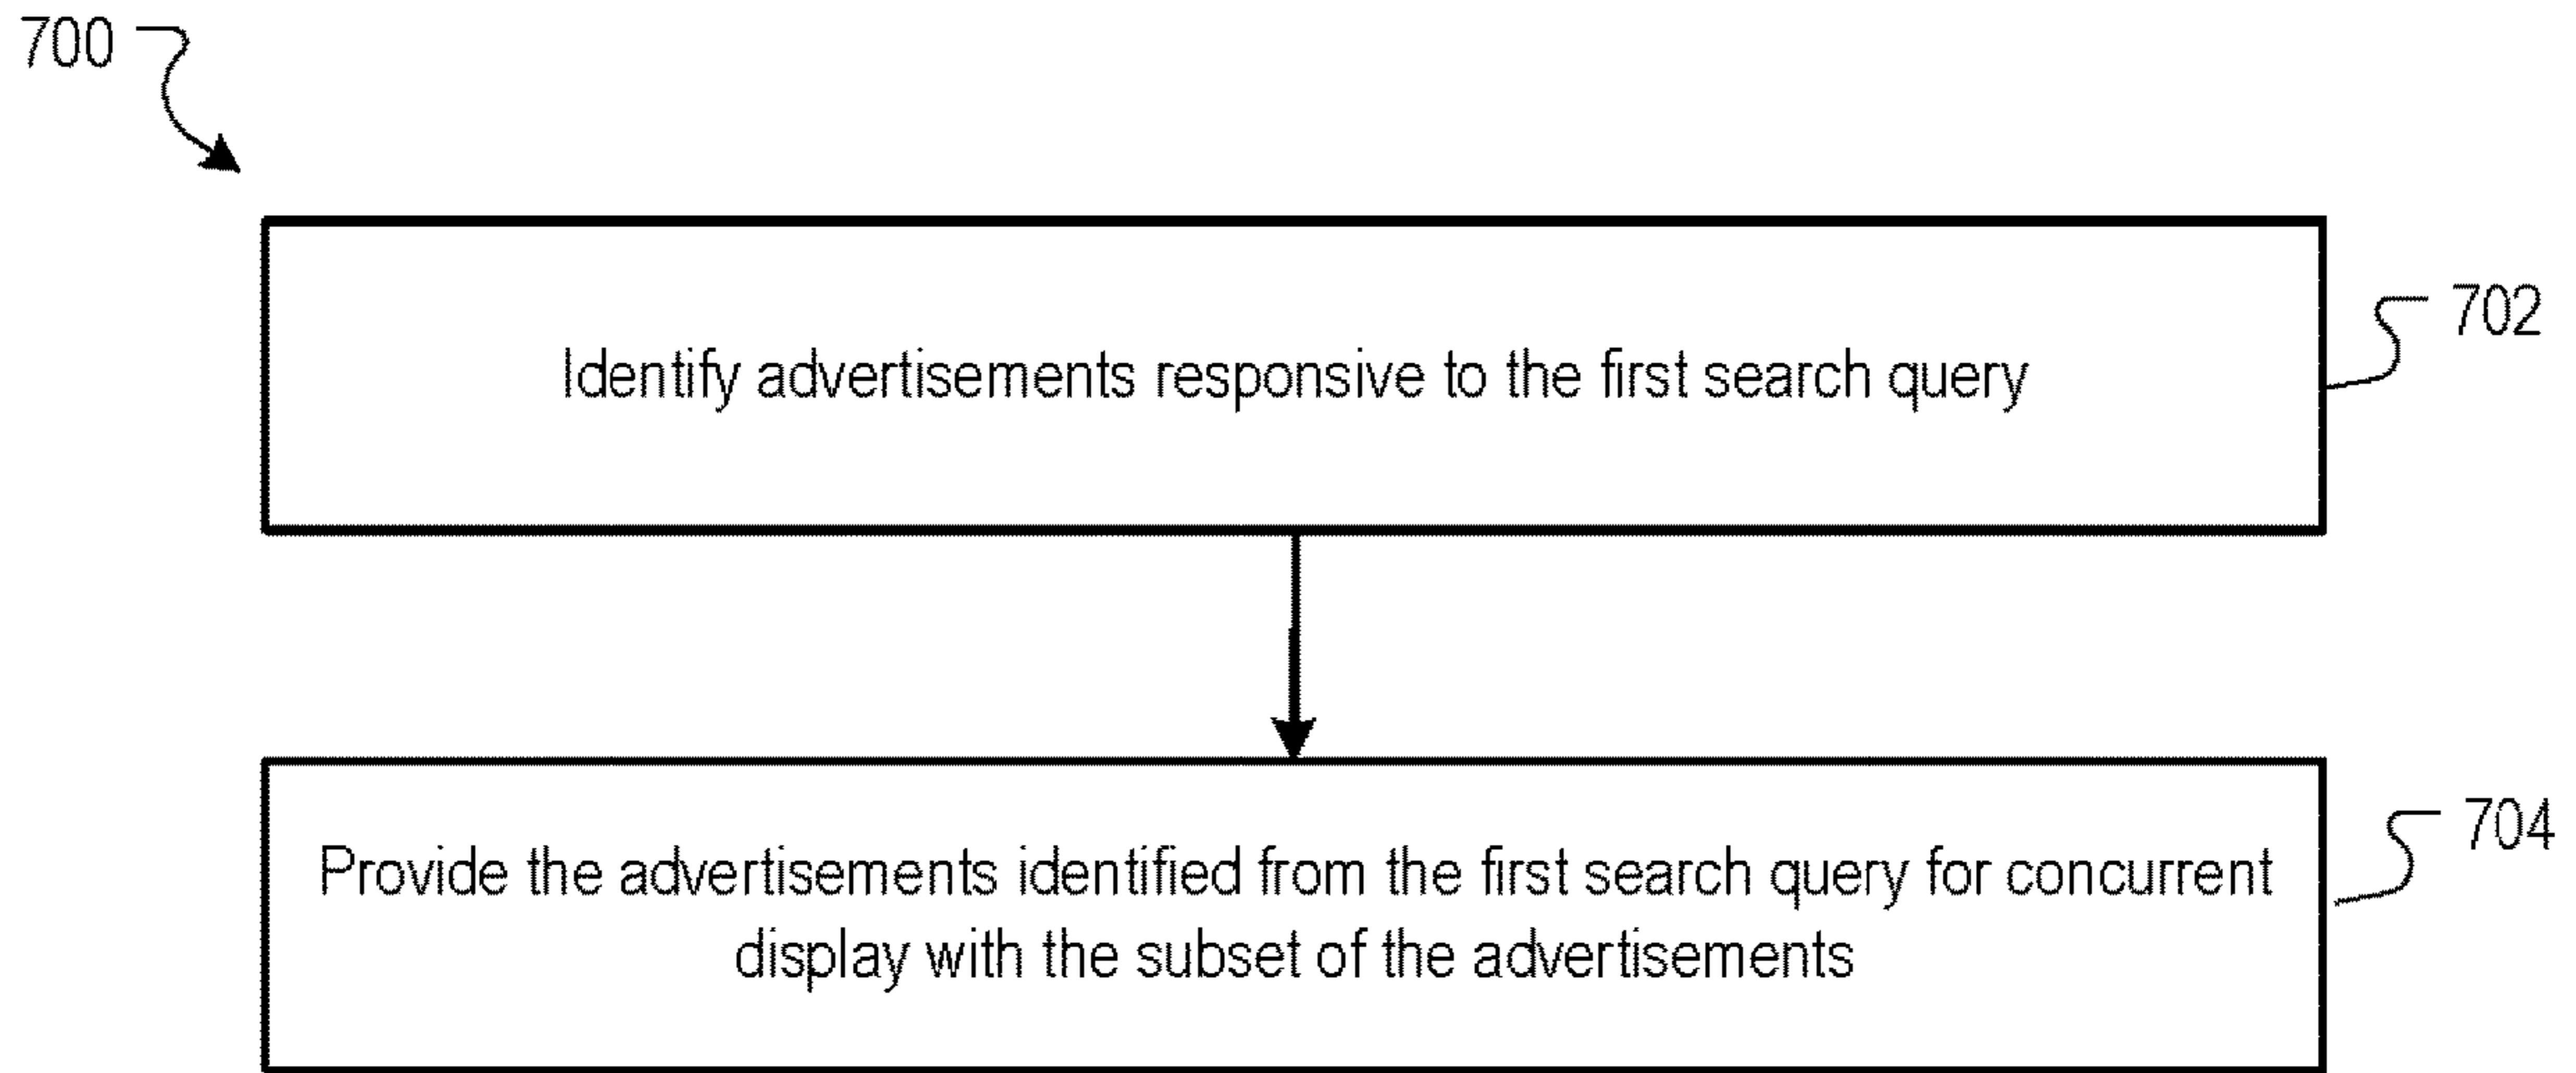 700
Identify advertisements responsive to the first search query
702
Provide the advertisements identified from the first search query for concurrent
display with the subset of the advertisements
704